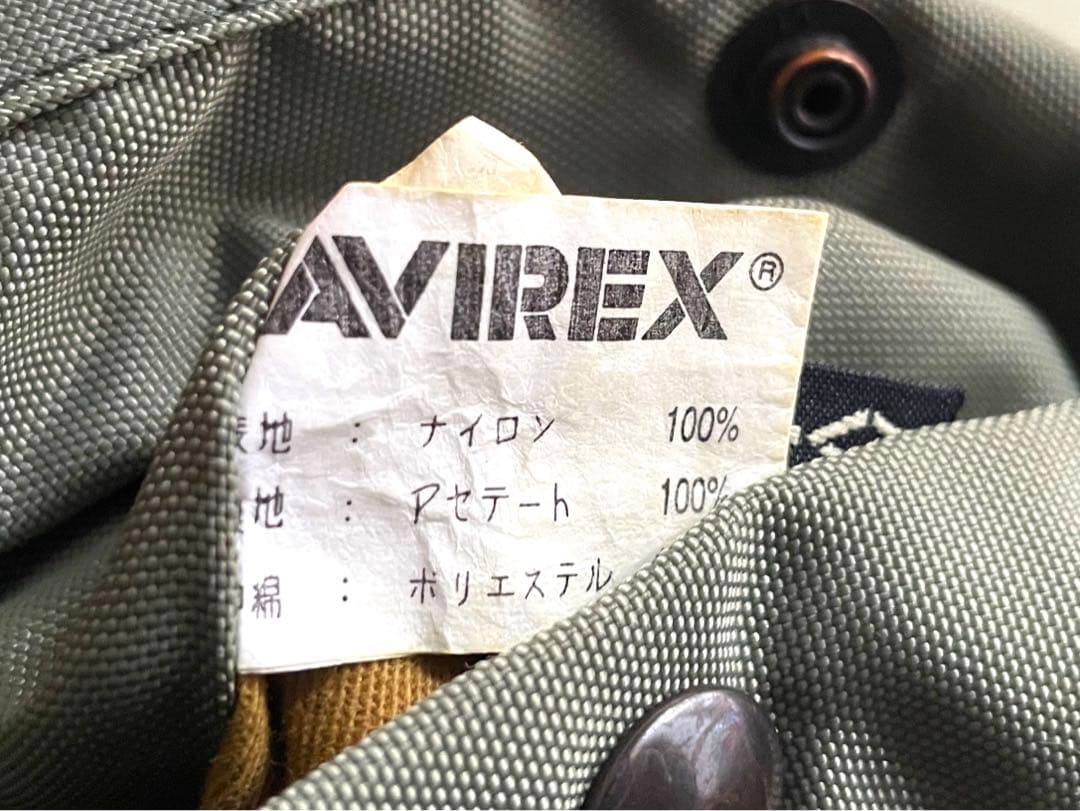 AVIREX®
表地 : ナイロン 100%
地 : アセテート 100%
綿 : ポリエステル